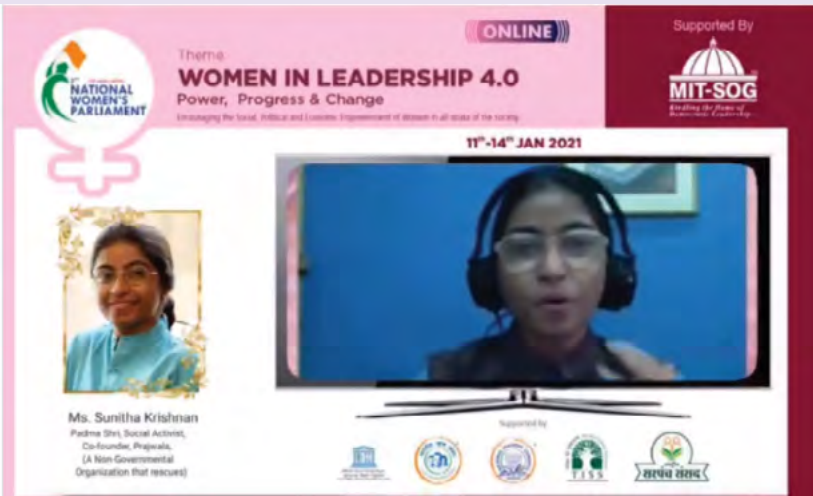 ONLINE
Supported By
Theme
NATIONAL
WOMEN'S
PARLIAMENT
WOMEN IN LEADERSHIP 4.0
Power, Progress & Change
MIT-SOG
11th-14th JAN 2021
Ms. Sunitha Krishnan
Padma Shri, Social Activist,
Co-founder, Prajwala,
(A Non-Governmental
Organization that rescues)
Supported by
TISS
सरपंच संसद